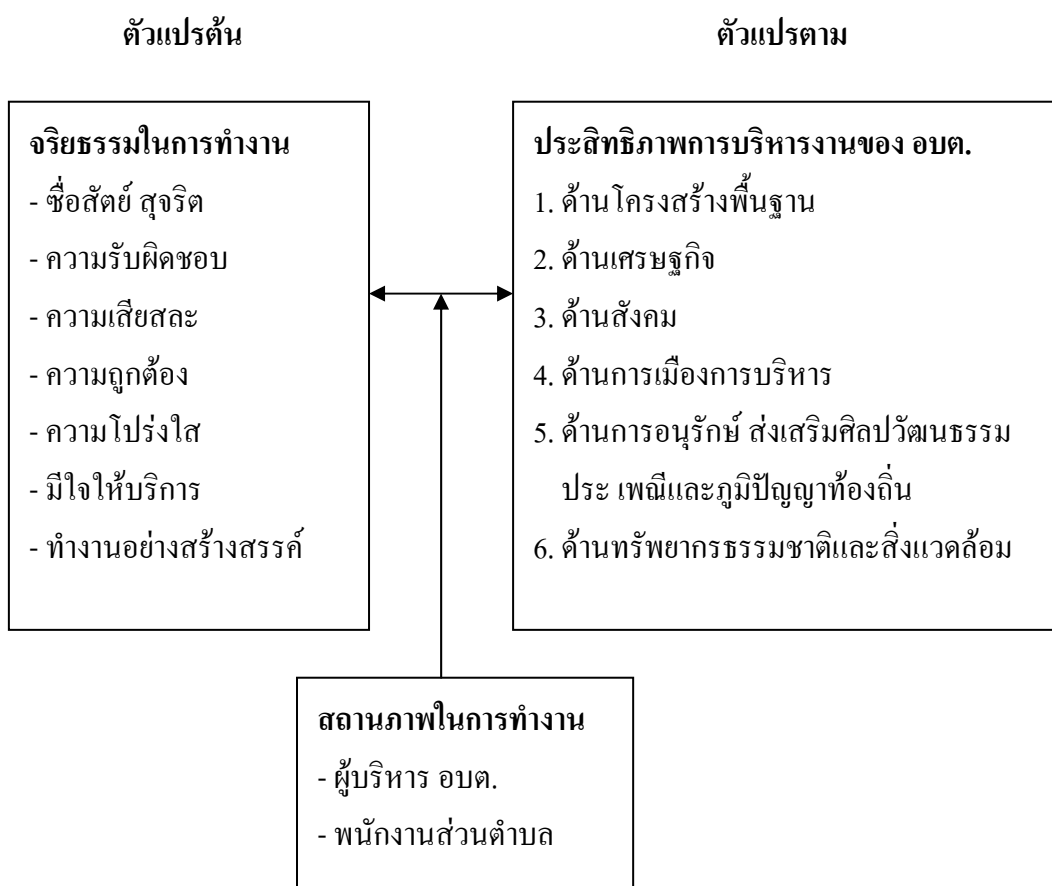 ตัวแปรต้น
ตัวแปรตาม
จริยธรรมในการทำงาน
- ซื่อสัตย์ สุจริต
- ความรับผิดชอบ
- ความเสียสละ
- ความถูกต้อง
- ความโปร่งใส
- มีใจให้บริการ
- ทำงานอย่างสร้างสรรค์
ประสิทธิภาพการบริหารงานของ อบต.
1. ด้านโครงสร้างพื้นฐาน
2. ด้านเศรษฐกิจ
3. ด้านสังคม
4. ด้านการเมืองการบริหาร
5. ด้านการอนุรักษ์ ส่งเสริมศิลปวัฒนธรรม
ประ เพณีและภูมิปัญญาท้องถิ่น
6. ด้านทรัพยากรธรรมชาติและสิ่งแวดล้อม
สถานภาพในการทำงาน
- ผู้บริหาร อบต.
- พนักงานส่วนตำบล